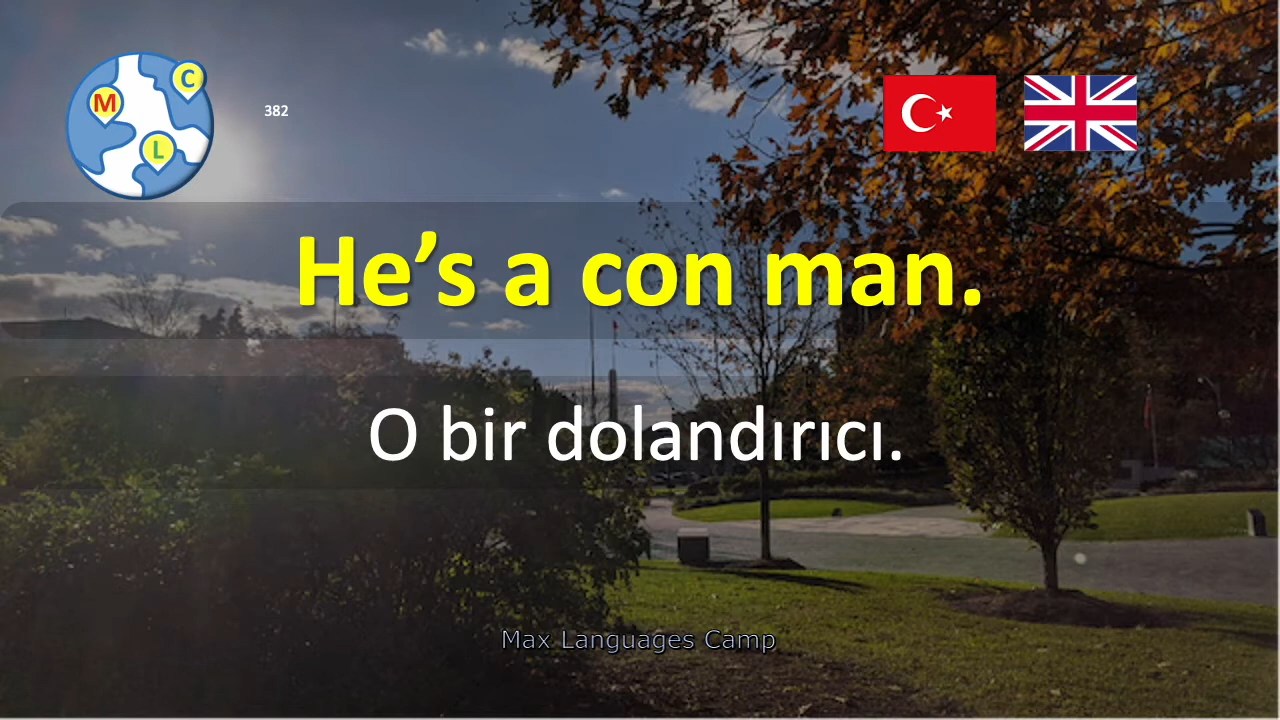 C
M
L
382
He’s a con man.
O bir dolandırıcı.
Max Languages Camp